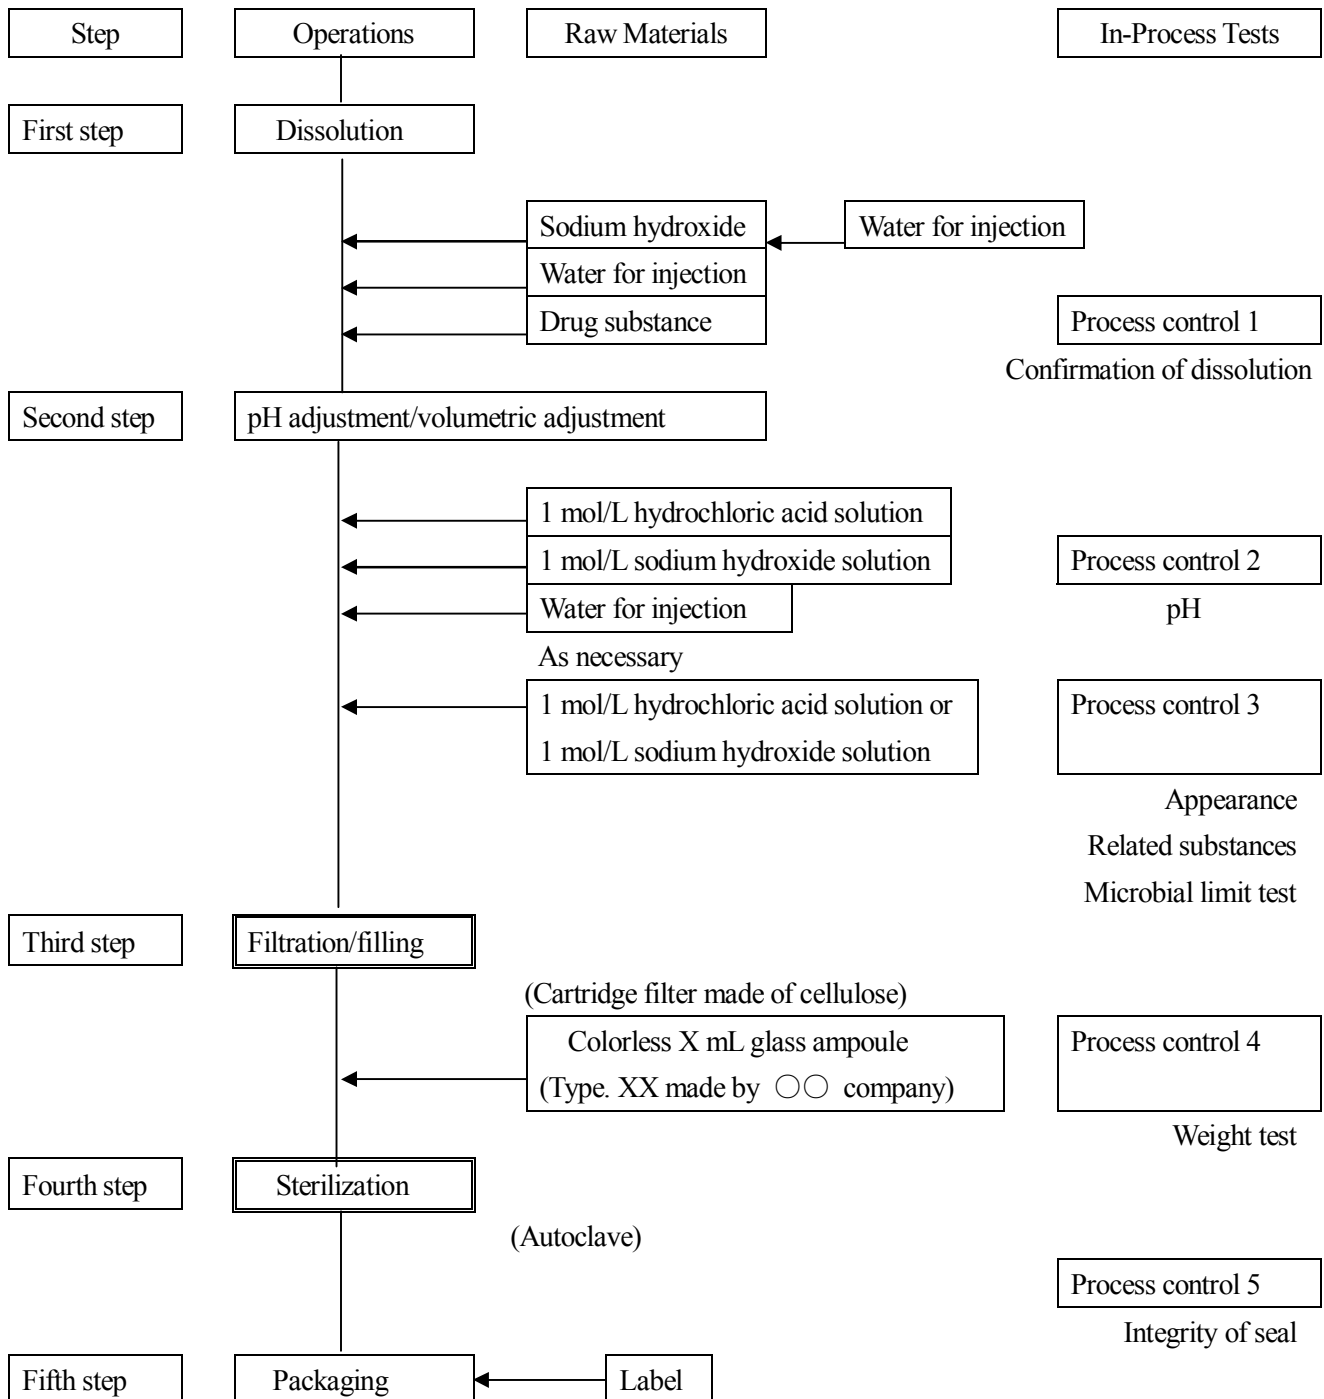 Step
Operations
Raw Materials
In-Process Tests
First step
Dissolution
Sodium hydroxide
Water for injection
Water for injection
Drug substance
Process control 1
Confirmation of dissolution
Second step
pH adjustment/volumetric adjustment
1 mol/L hydrochloric acid solution
1 mol/L sodium hydroxide solution
Process control 2
Water for injection
pH
As necessary
1 mol/L hydrochloric acid solution or
1 mol/L sodium hydroxide solution
Process control 3
Appearance
Related substances
Microbial limit test
Third step
Filtration/filling
(Cartridge filter made of cellulose)
Colorless X mL glass ampoule
(Type. XX made by ○○ company)
Process control 4
Weight test
Fourth step
Sterilization
(Autoclave)
Process control 5
Integrity of seal
Fifth step
Packaging
Label